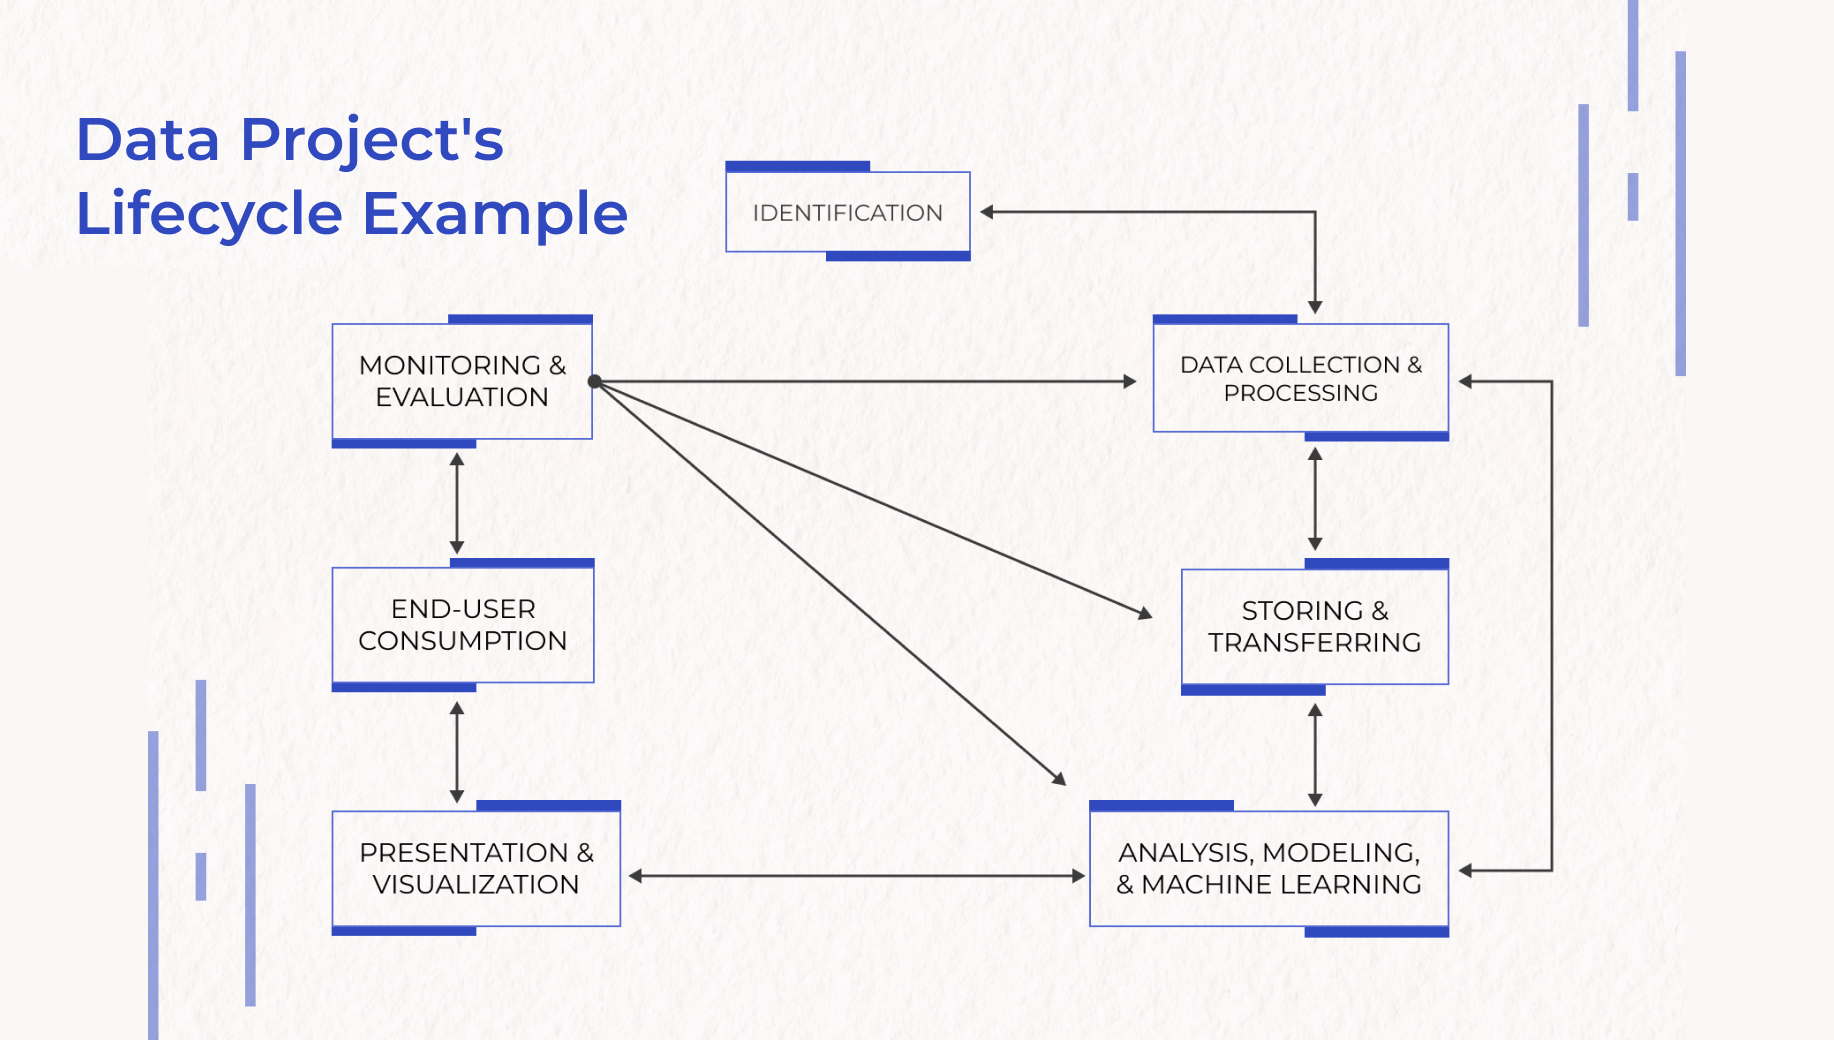 Data Project's
Lifecycle Example
IDENTIFICATION
MONITORING &
EVALUATION
DATA COLLECTION &
PROCESSING
END-USER
CONSUMPTION
STORING &
TRANSFERRING
PRESENTATION &
VISUALIZATION
ANALYSIS, MODELING,
& MACHINE LEARNING